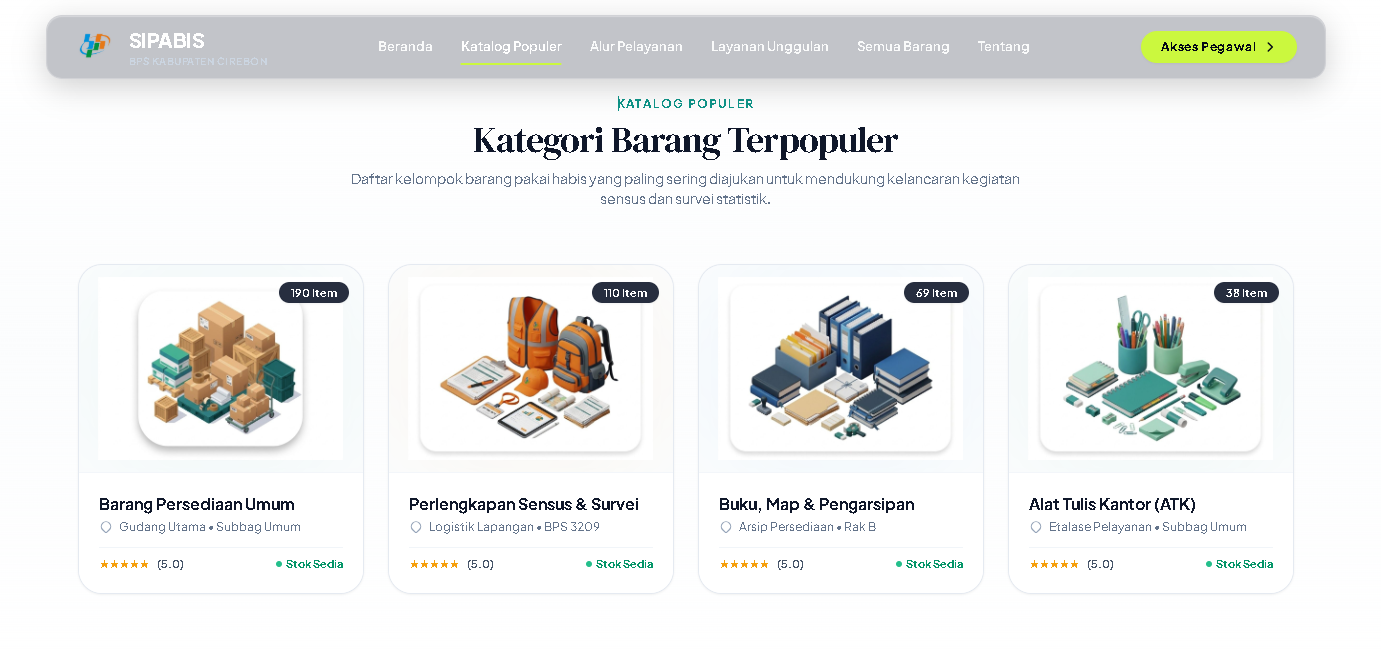 SIPABIS
BPS KABUPATEN CIREBON
Beranda
Katalog Populer
Alur Pelayanan
Layanan Unggulan
Semua Barang
Tentang
Akses Pegawai
KATALOG POPULER
Kategori Barang Terpopuler
Daftar kelompok barang pakai habis yang paling sering diajukan untuk mendukung kelancaran kegiatan
sensus dan survei statistik.
190 Item
Barang Persediaan Umum
Gudang Utama • Subbag Umum
★★★★★ (5.0)
Stok Sedia
110 Item
Perlengkapan Sensus & Survei
Logistik Lapangan • BPS 3209
★★★★★ (5.0)
Stok Sedia
69 Item
Buku, Map & Pengarsipan
Arsip Persediaan • Rak B
★★★★★ (5.0)
Stok Sedia
38 Item
Alat Tulis Kantor (ATK)
Etalase Pelayanan • Subbag Umum
★★★★★ (5.0)
Stok Sedia